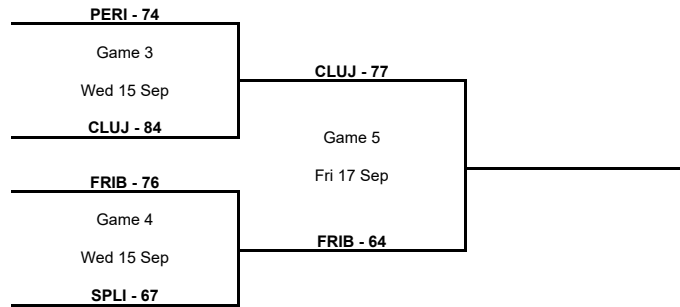 PERI - 74
Game 3
Wed 15 Sep
CLUJ - 84
CLUJ - 77
Game 5
Fri 17 Sep
FRIB - 64
FRIB - 76
Game 4
Wed 15 Sep
SPLI - 67